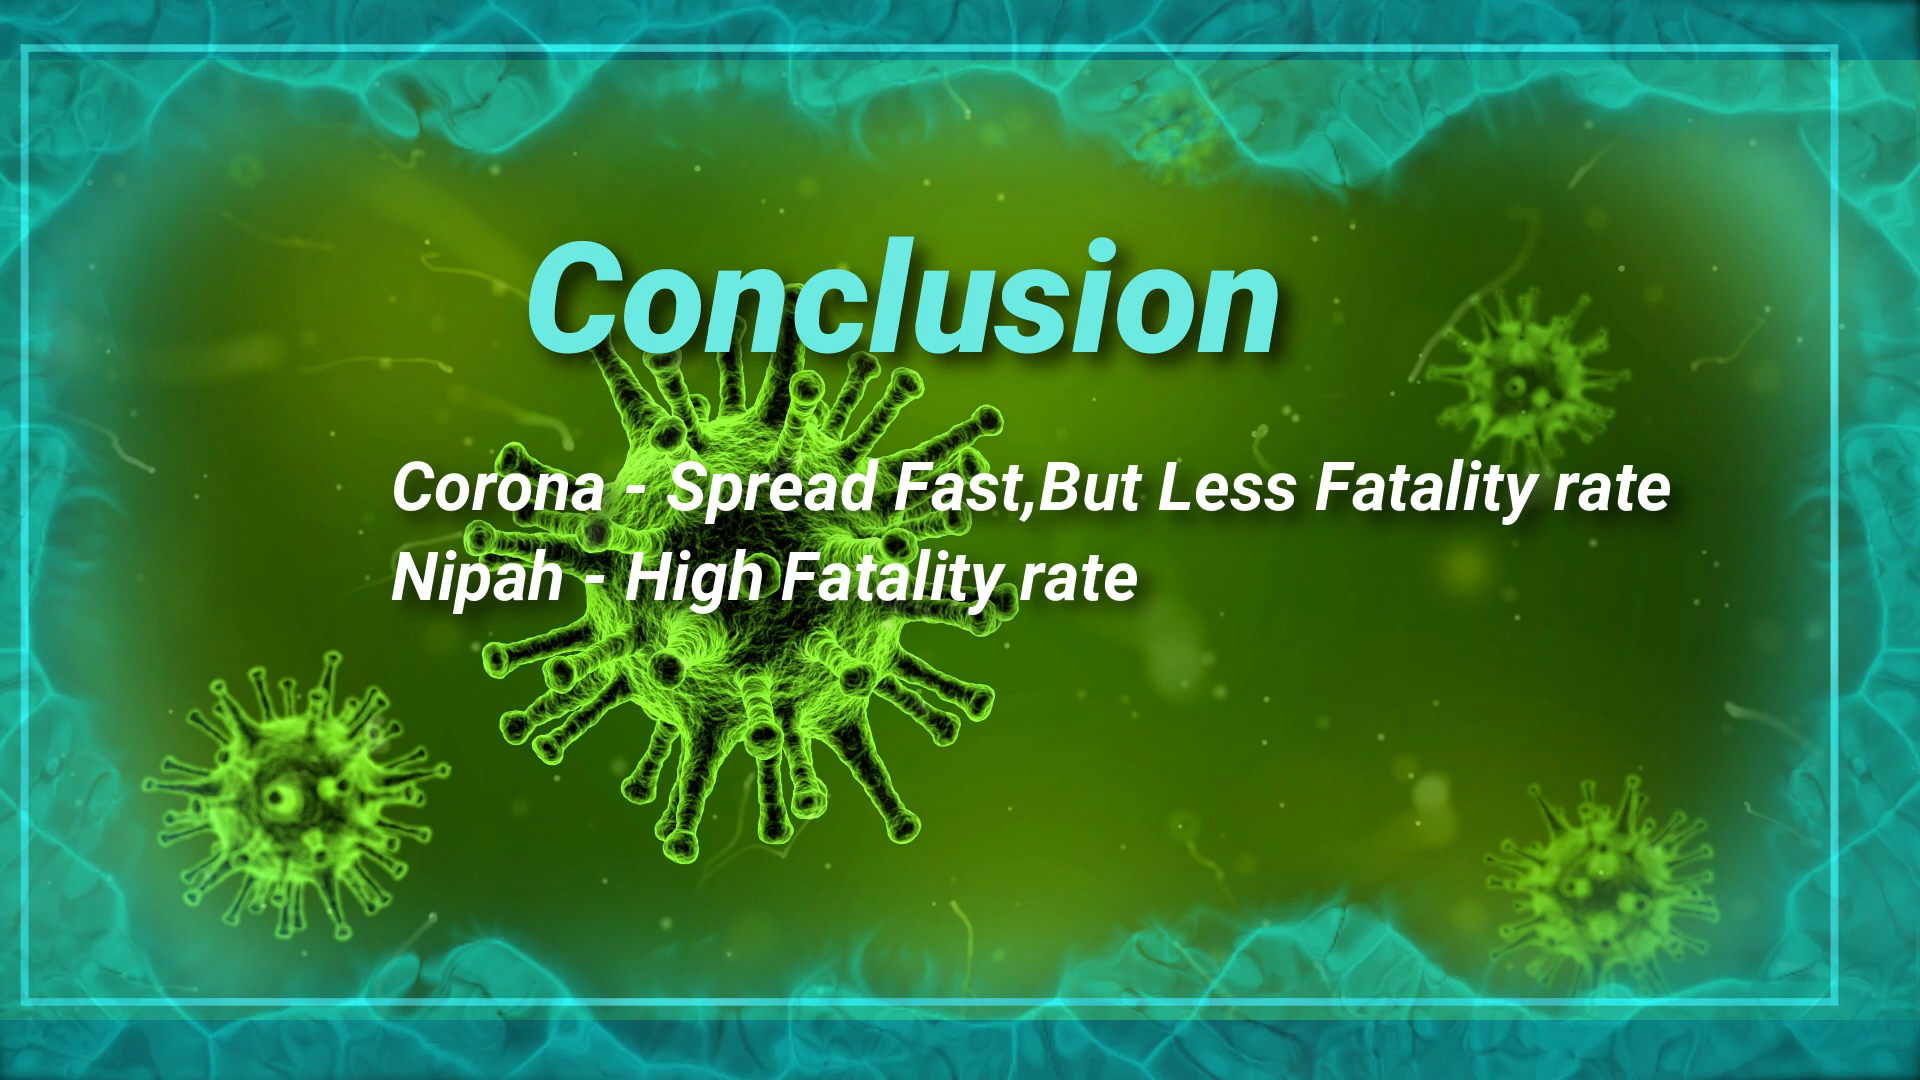 Conclusion
Corona - Spread Fast,But Less Fatality rate
Nipah - High Fatality rate